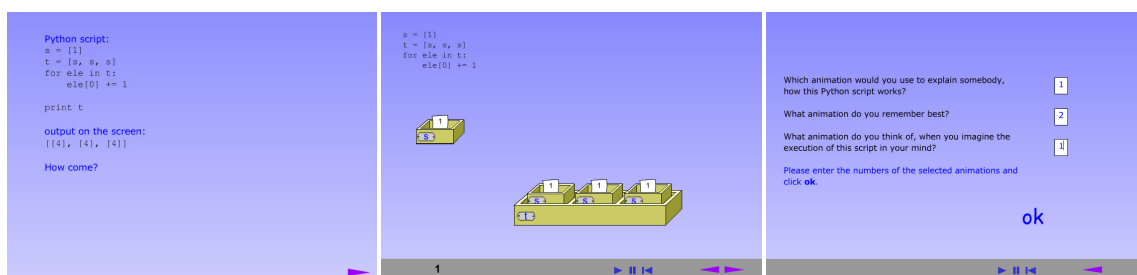 Python script:
s = [1]
t = [s, s, s]
for ele in t:
    ele[0] += 1
print t
output on the screen:
[[4], [4], [4]]
How come?
s = [1]
t = [s, s, s]
for ele in t:
    ele[0] += 1
1
s
1 1 1
s s s
t
1
Which animation would you use to explain somebody,
how this Python script works?
1
What animation do you remember best?
2
What animation do you think of, when you imagine the
execution of this script in your mind?
1
Please enter the numbers of the selected animations and
click ok.
ok